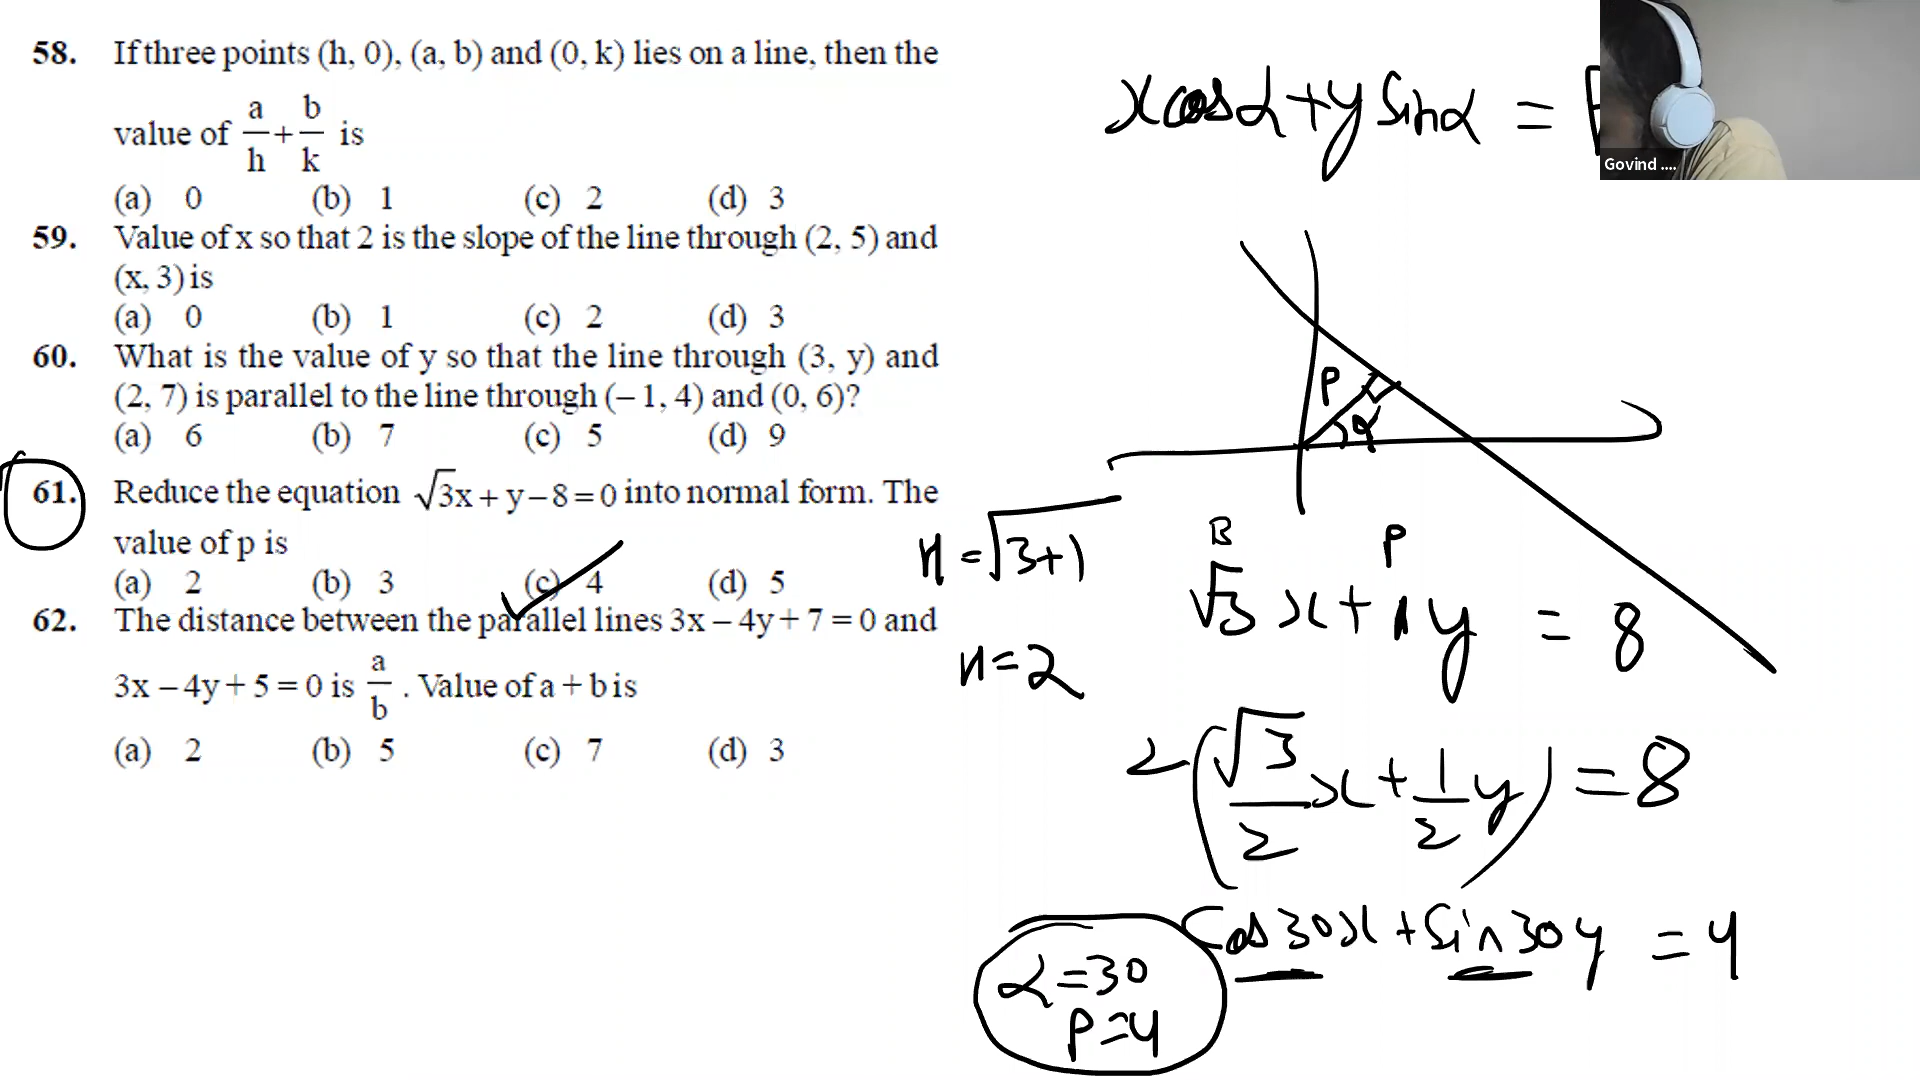 58. If three points (h, 0), (a, b) and (0, k) lies on a line, then the
value of a/h + b/k is
(a) 0 (b) 1 (c) 2 (d) 3
59. Value of x so that 2 is the slope of the line through (2, 5) and
(x, 3) is
(a) 0 (b) 1 (c) 2 (d) 3
60. What is the value of y so that the line through (3, y) and
(2, 7) is parallel to the line through (– 1, 4) and (0, 6)?
(a) 6 (b) 7 (c) 5 (d) 9
61. Reduce the equation √3x + y – 8 = 0 into normal form. The
value of p is
(a) 2 (b) 3 (c) 4 (d) 5
62. The distance between the parallel lines 3x – 4y + 7 = 0 and
3x – 4y + 5 = 0 is a/b . Value of a + b is
(a) 2 (b) 5 (c) 7 (d) 3
x cosα + y sinα =
Govind ....
P
α
n = √3+1
n = 2
B P
√3 x + 1 y = 8
2(√3/2 x + 1/2 y) = 8
Cos30x + Sin30y = 4
α = 30
P = 4